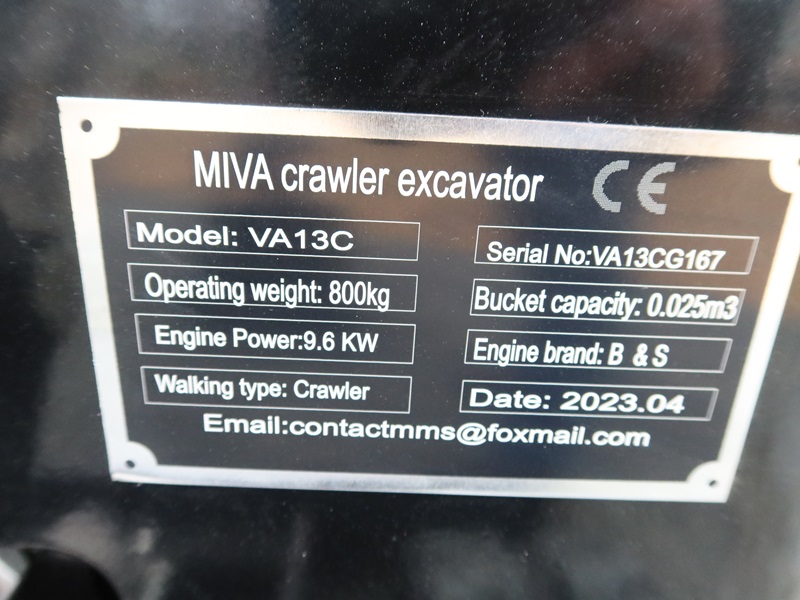 MIVA crawler excavator CE
Model: VA13C
Serial No:VA13CG167
Operating weight: 800kg
Bucket capacity: 0.025m3
Engine Power:9.6 KW
Engine brand: B & S
Walking type: Crawler
Date: 2023.04
Email:contactmms@foxmail.com